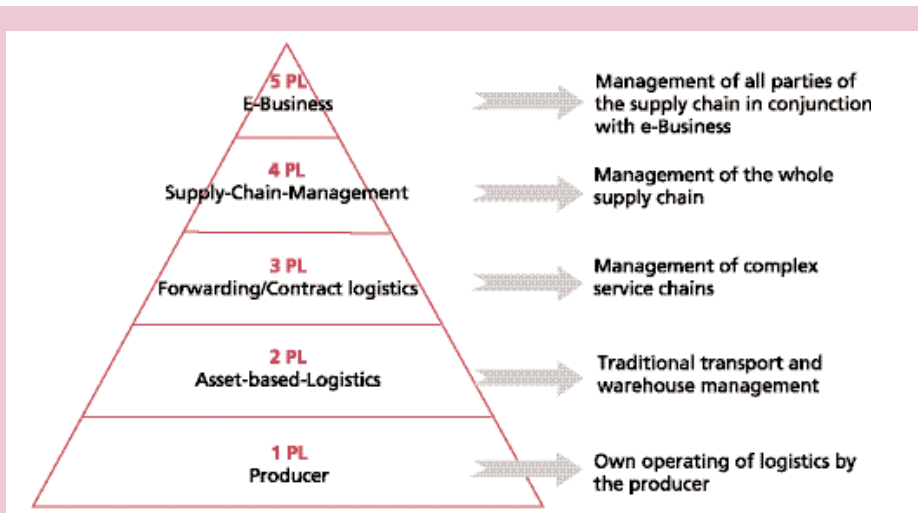 5 PL
E-Business
Management of all parties of
the supply chain in conjunction
with e-Business
4 PL
Supply-Chain-Management
Management of the whole
supply chain
3 PL
Forwarding/Contract logistics
Management of complex
service chains
2 PL
Asset-based-Logistics
Traditional transport and
warehouse management
1 PL
Producer
Own operating of logistics by
the producer